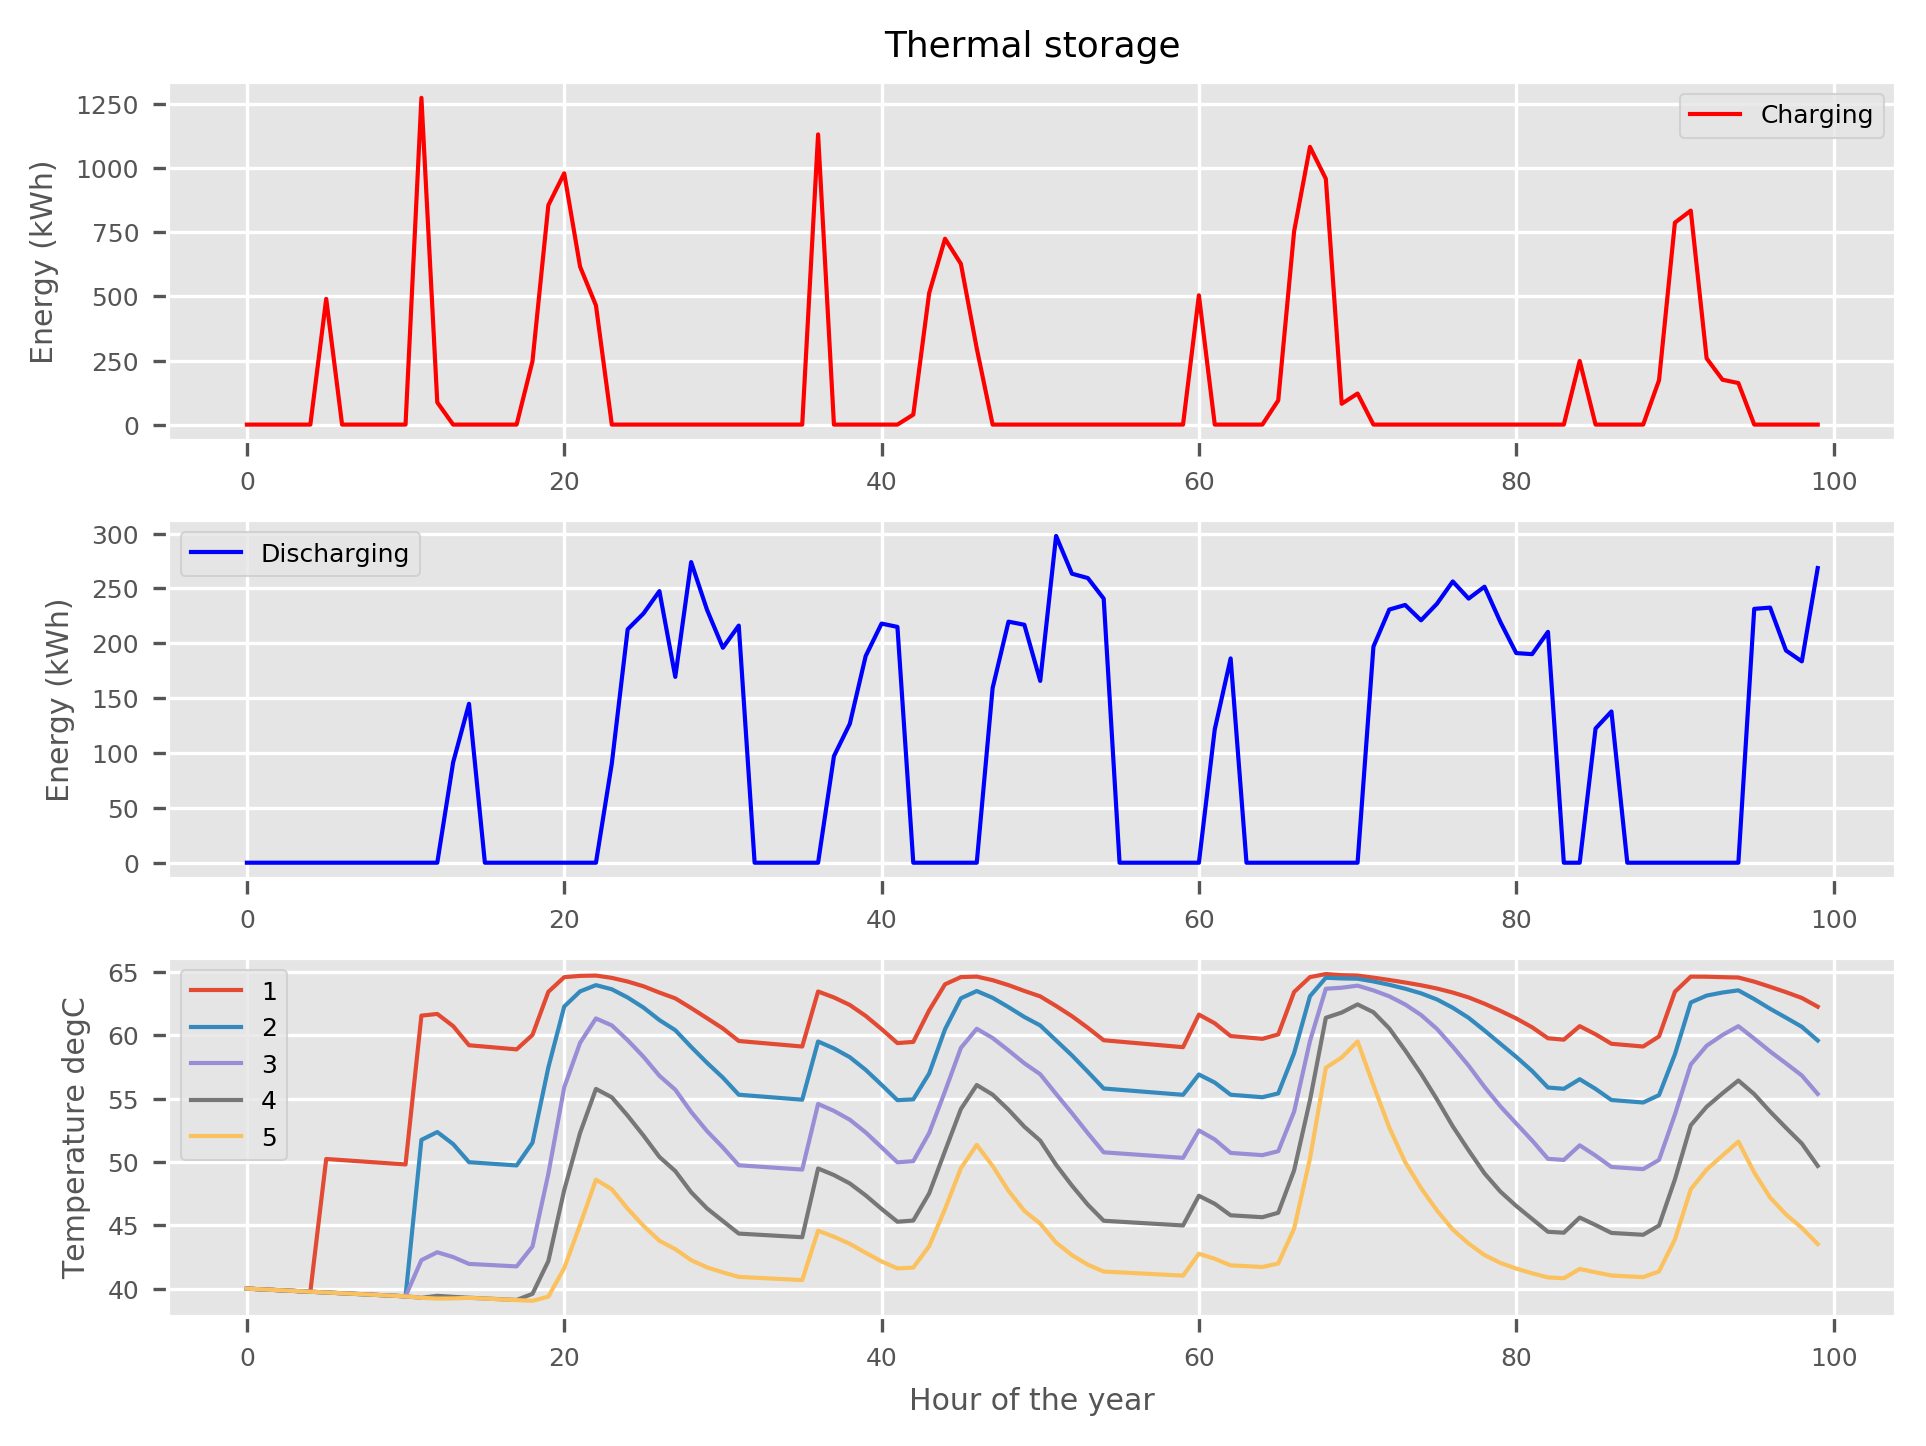 Thermal storage
Energy (kWh)
1250
1000
750
500
250
0
Charging
0 20 40 60 80 100
Energy (kWh)
300
250
200
150
100
50
0
Discharging
0 20 40 60 80 100
Temperature degC
65
60
55
50
45
40
1
2
3
4
5
0 20 40 60 80 100
Hour of the year